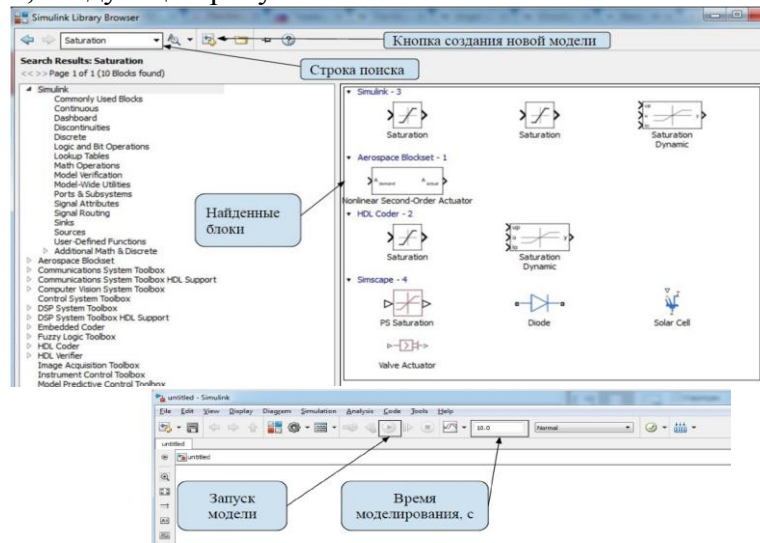 Simulink Library Browser
Saturation
Кнопка создания новой модели
Строка поиска
Search Results: Saturation
<< >> Page 1 of 1 (10 Blocks found)
Simulink
Commonly Used Blocks
Continuous
Dashboard
Discontinuities
Discrete
Logic and Bit Operations
Lookup Tables
Math Operations
Model Verification
Model-Wide Utilities
Ports & Subsystems
Signal Attributes
Signal Routing
Sinks
Sources
User-Defined Functions
Additional Math & Discrete
Aerospace Blockset
Communications System Toolbox
Communications System Toolbox HDL Support
Computer Vision System Toolbox
Control System Toolbox
DSP System Toolbox
DSP System Toolbox HDL Support
Embedded Coder
Fuzzy Logic Toolbox
HDL Coder
HDL Verifier
Image Acquisition Toolbox
Instrument Control Toolbox
Model Predictive Control Toolbox
Найденные
блоки
Simulink - 3
Saturation
Saturation
up
u
lo
y
Saturation
Dynamic
Aerospace Blockset - 1
A demand
A actual
Nonlinear Second-Order Actuator
HDL Coder - 2
Saturation
up
u
lo
y
Saturation
Dynamic
Simscape - 4
PS Saturation
Diode
Solar Cell
Valve Actuator
untitled - Simulink
File Edit View Display Diagram Simulation Analysis Code Tools Help
10.0
Normal
untitled
untitled
Запуск
модели
Время
моделирования, с